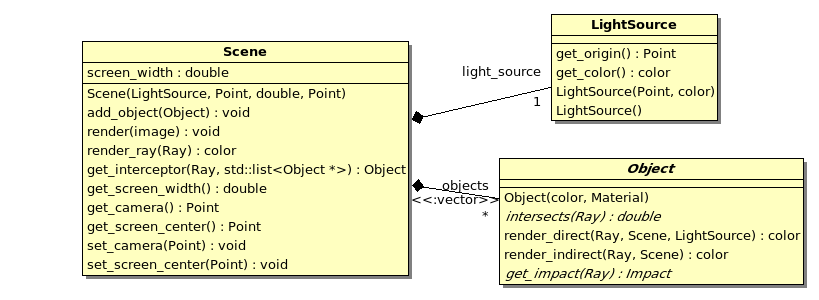 Scene
screen_width : double
Scene(LightSource, Point, double, Point)
add_object(Object) : void
render(image) : void
render_ray(Ray) : color
get_interceptor(Ray, std::list<Object *>) : Object
get_screen_width() : double
get_camera() : Point
get_screen_center() : Point
set_camera(Point) : void
set_screen_center(Point) : void
light_source
1
LightSource
get_origin() : Point
get_color() : color
LightSource(Point, color)
LightSource()
objects
<<:vector>>
*
Object
Object(color, Material)
intersects(Ray) : double
render_direct(Ray, Scene, LightSource) : color
render_indirect(Ray, Scene) : color
get_impact(Ray) : Impact